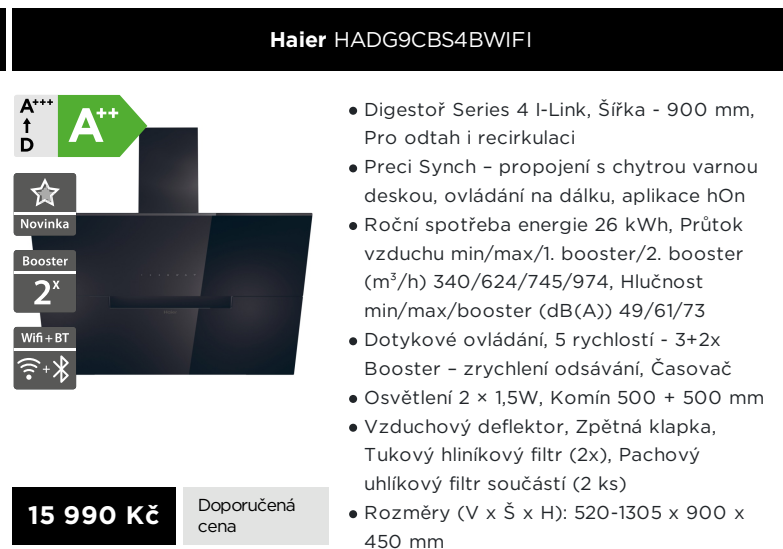 Haier HADG9CBS4BWIFI
A+++
↑
D
A++
Novinka
Booster
2x
Wifi + BT
+
● Digestoř Series 4 I-Link, Šířka - 900 mm,
Pro odtah i recirkulaci
● Preci Synch – propojení s chytrou varnou
deskou, ovládání na dálku, aplikace hOn
● Roční spotřeba energie 26 kWh, Průtok
vzduchu min/max/1. booster/2. booster
(m³/h) 340/624/745/974, Hlučnost
min/max/booster (dB(A)) 49/61/73
● Dotykové ovládání, 5 rychlostí - 3+2x
Booster – zrychlení odsávání, Časovač
● Osvětlení 2 × 1,5W, Komín 500 + 500 mm
● Vzduchový deflektor, Zpětná klapka,
Tukový hliníkový filtr (2x), Pachový
uhlíkový filtr součástí (2 ks)
● Rozměry (V x Š x H): 520-1305 x 900 x
450 mm
15 990 Kč
Doporučená
cena